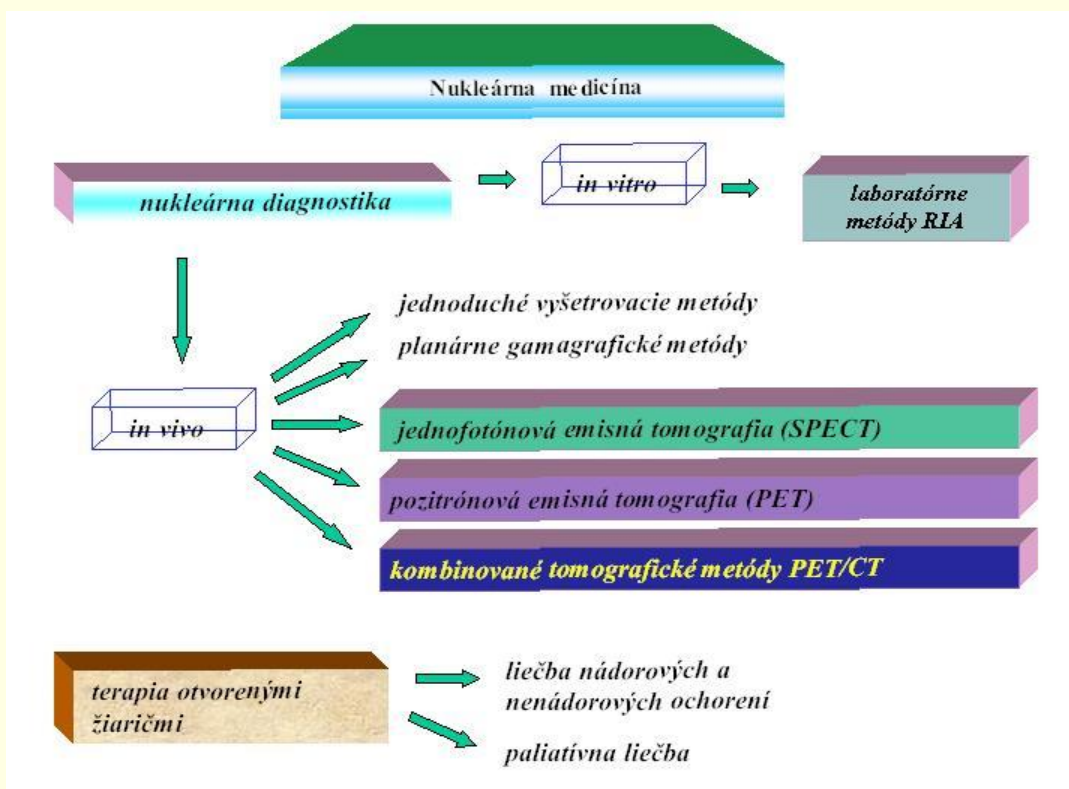 Nukleárna medicína
nukleárna diagnostika
in vitro
laboratórne
metódy RIA
jednoduché vyšetrovacie metódy
planárne gamagrafické metódy
in vivo
jednofotónová emisná tomografia (SPECT)
pozitrónová emisná tomografia (PET)
kombinované tomografické metódy PET/CT
terapia otvorenými
žiaričmi
liečba nádorových a
nenádorových ochorení
paliatívna liečba